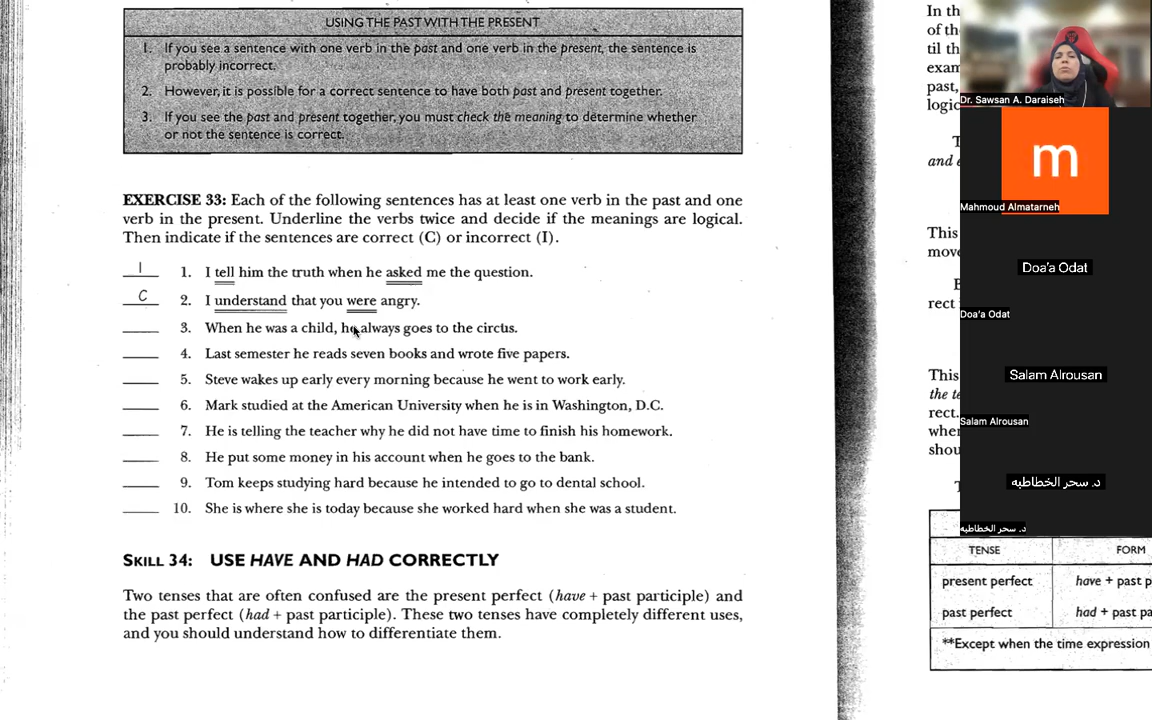 USING THE PAST WITH THE PRESENT
1. If you see a sentence with one verb in the past and one verb in the present, the sentence is
probably incorrect.
2. However, it is possible for a correct sentence to have both past and present together.
3. If you see the past and present together, you must check the meaning to determine whether
or not the sentence is correct.
EXERCISE 33: Each of the following sentences has at least one verb in the past and one
verb in the present. Underline the verbs twice and decide if the meanings are logical.
Then indicate if the sentences are correct (C) or incorrect (I).
I 1. I tell him the truth when he asked me the question.
C 2. I understand that you were angry.
3. When he was a child, he always goes to the circus.
4. Last semester he reads seven books and wrote five papers.
5. Steve wakes up early every morning because he went to work early.
6. Mark studied at the American University when he is in Washington, D.C.
7. He is telling the teacher why he did not have time to finish his homework.
8. He put some money in his account when he goes to the bank.
9. Tom keeps studying hard because he intended to go to dental school.
10. She is where she is today because she worked hard when she was a student.
SKILL 34: USE HAVE AND HAD CORRECTLY
Two tenses that are often confused are the present perfect (have + past participle) and
the past perfect (had + past participle). These two tenses have completely different uses,
and you should understand how to differentiate them.
In th
of th
til th
exam
past,
logic
T
and
This
move
rect
This
the te
rect.
when
shou
T
TENSE FORM
present perfect have + past p
past perfect had + past pa
**Except when the time expression
Dr. Sawsan A. Daraiseh
m
Mahmoud Almatarneh
Doa'a Odat
Doa'a Odat
Salam Alrousan
Salam Alrousan
د. سحر الخطاطبه
د. سحر الخطاطبه